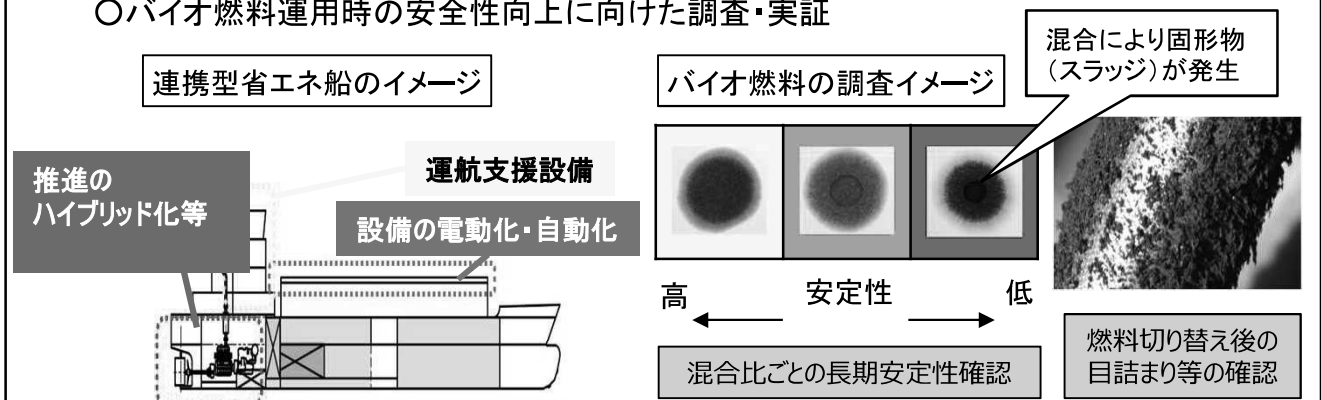 〇バイオ燃料運用時の安全性向上に向けた調査・実証
連携型省エネ船のイメージ
推進の
ハイブリッド化等
運航支援設備
設備の電動化・自動化
バイオ燃料の調査イメージ
混合により固形物
（スラッジ）が発生
高
安定性
低
混合比ごとの長期安定性確認
燃料切り替え後の
目詰まり等の確認